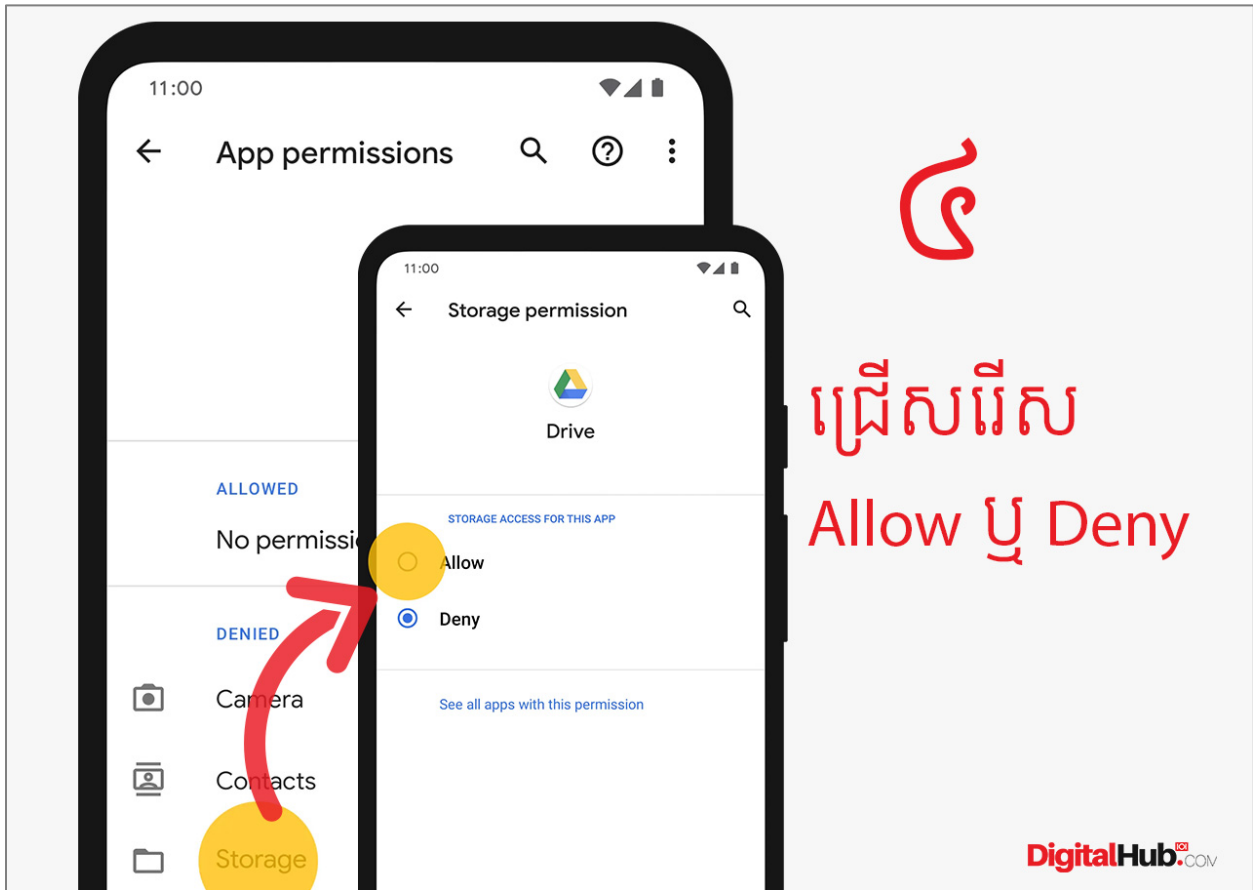 11:00
App permissions
ALLOWED
No permissi
DENIED
Camera
Contacts
Storage
11:00
Storage permission
Drive
STORAGE ACCESS FOR THIS APP
Allow
Deny
See all apps with this permission
៤
ជ្រើសរើស
Allow ឬ Deny
DigitalHub101.COM